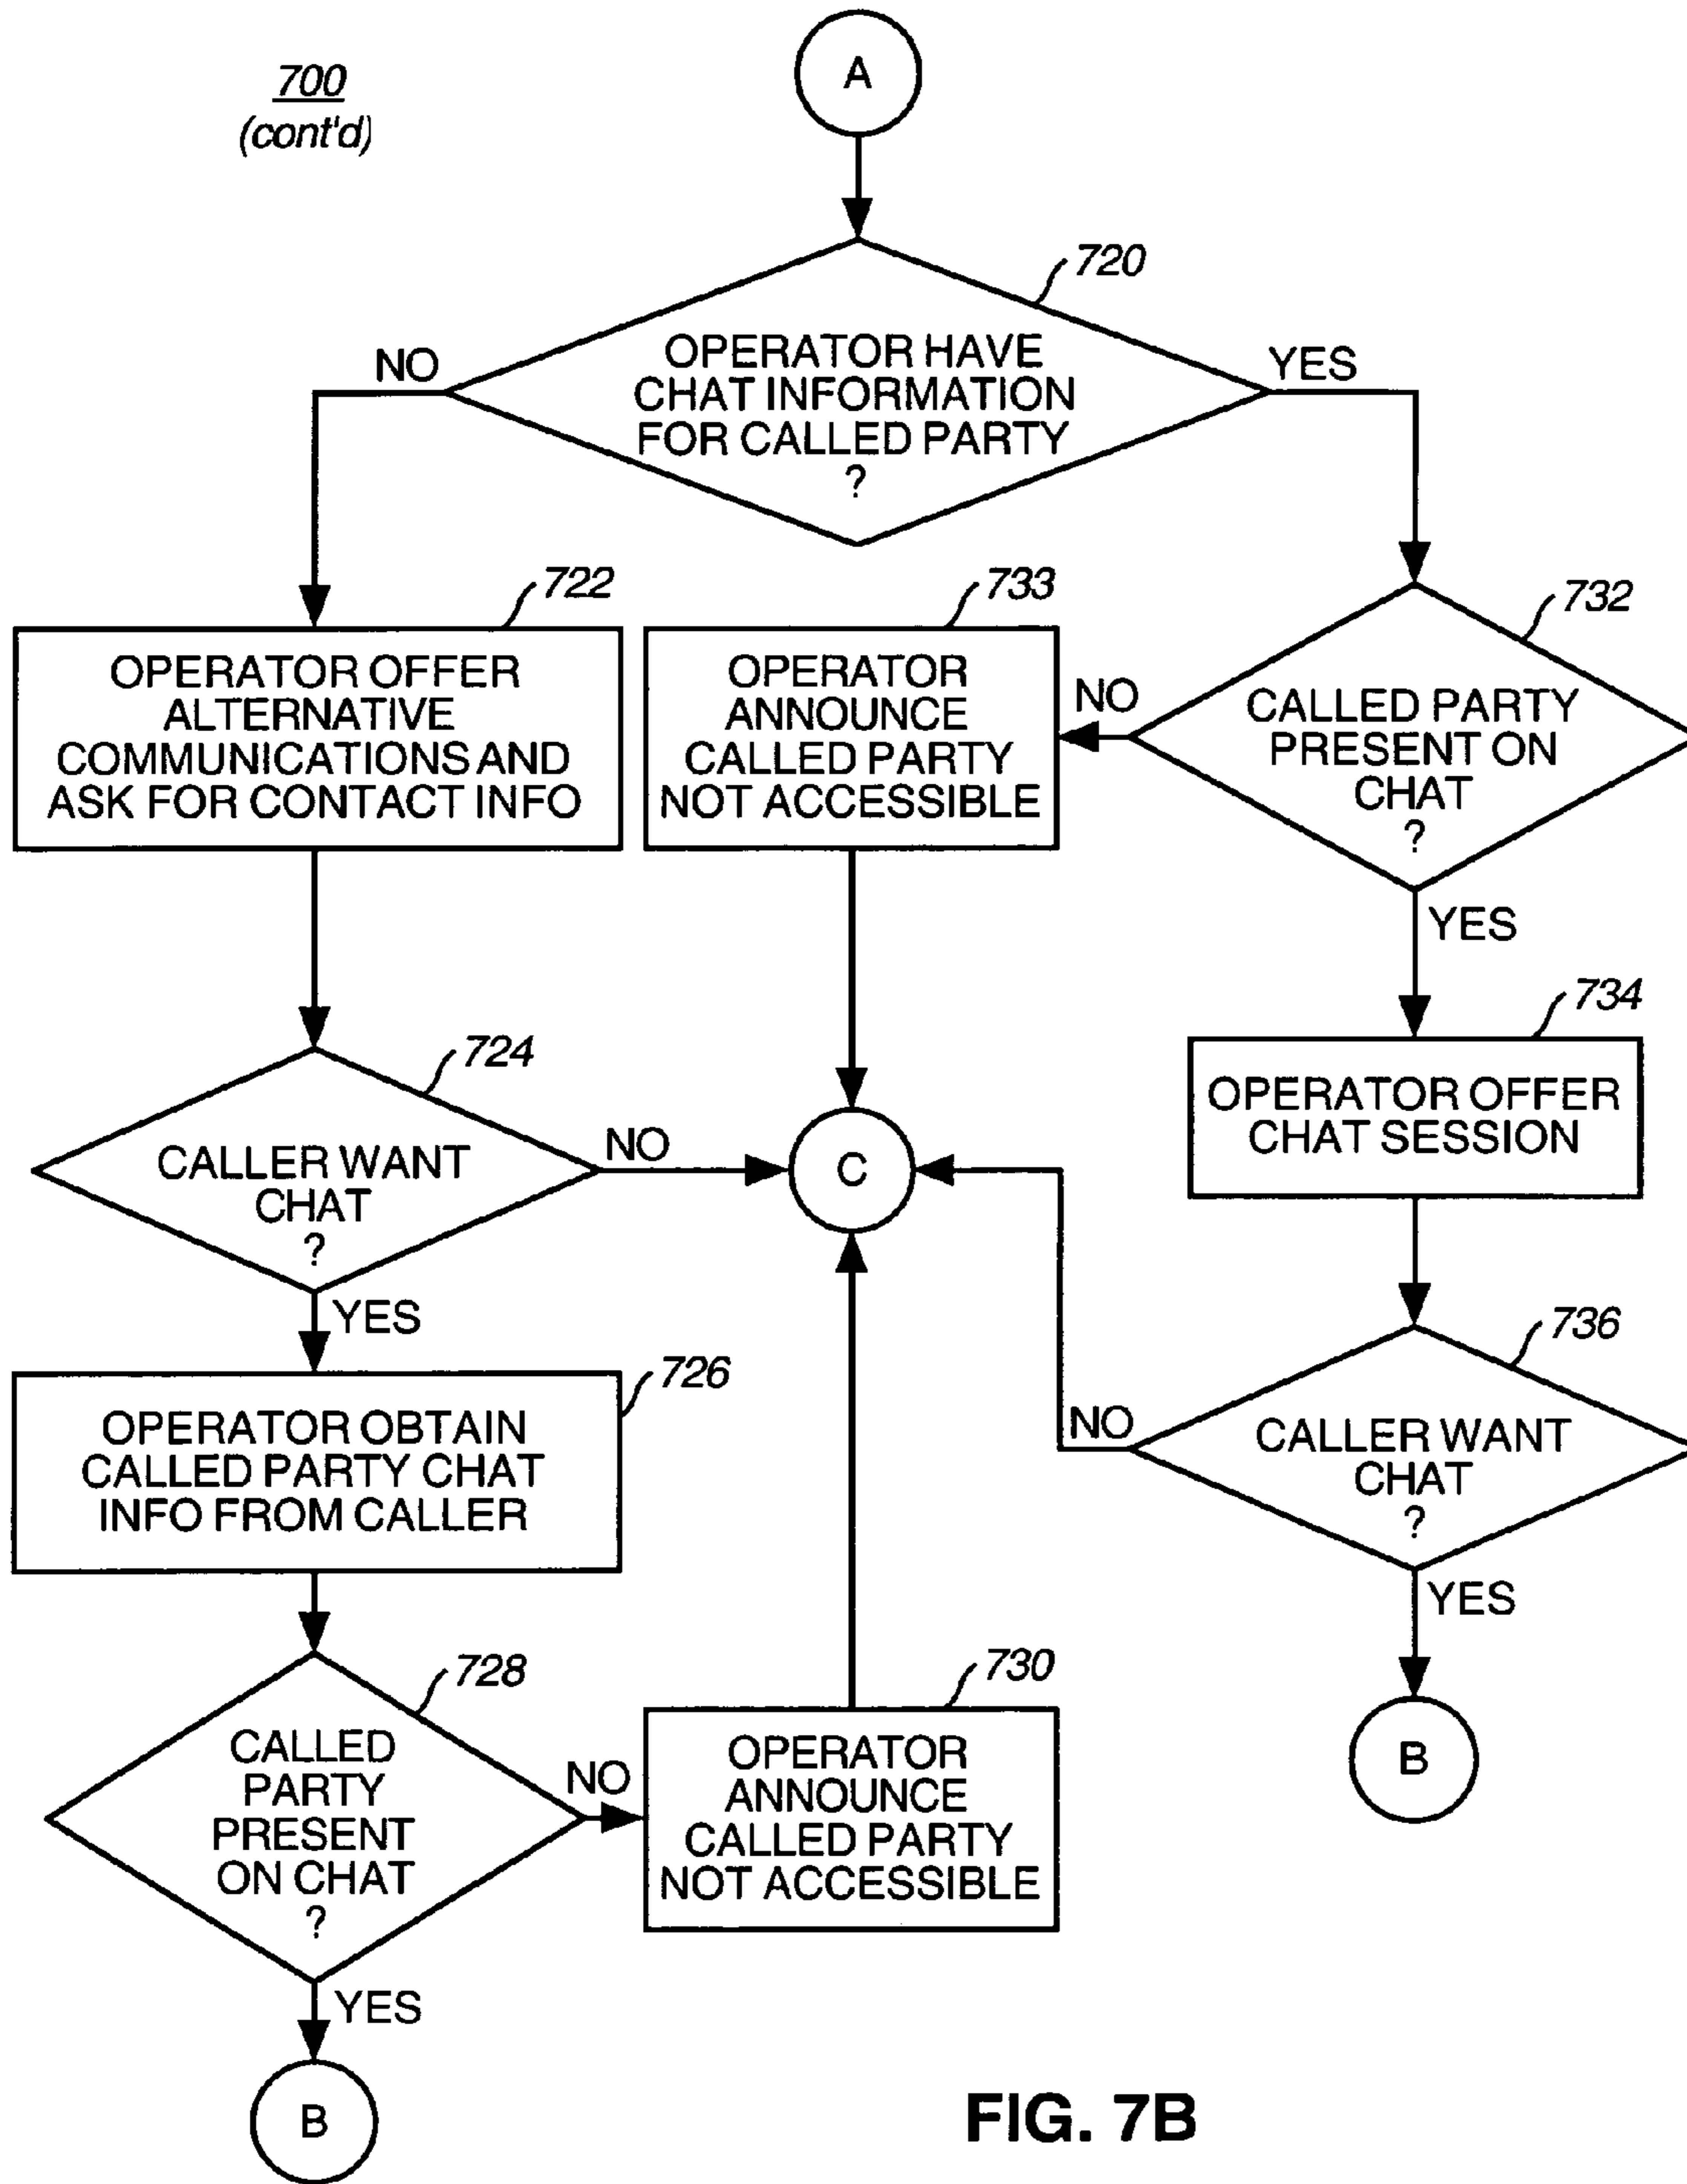 700
(cont'd)
A
720
OPERATOR HAVE
CHAT INFORMATION
FOR CALLED PARTY
?
NO
YES
722
OPERATOR OFFER
ALTERNATIVE
COMMUNICATIONS AND
ASK FOR CONTACT INFO
733
OPERATOR
ANNOUNCE
CALLED PARTY
NOT ACCESSIBLE
NO
732
CALLED PARTY
PRESENT ON
CHAT
?
YES
734
OPERATOR OFFER
CHAT SESSION
724
CALLER WANT
CHAT
?
NO
C
YES
726
OPERATOR OBTAIN
CALLED PARTY CHAT
INFO FROM CALLER
736
CALLER WANT
CHAT
?
NO
YES
B
728
CALLED
PARTY
PRESENT
ON CHAT
?
NO
730
OPERATOR
ANNOUNCE
CALLED PARTY
NOT ACCESSIBLE
YES
B
FIG. 7B